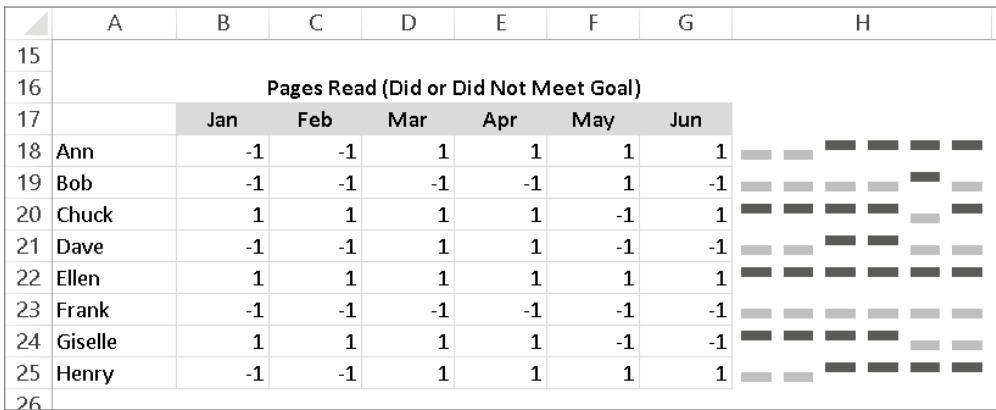 A B C D E F G H
15
16 Pages Read (Did or Did Not Meet Goal)
17 Jan Feb Mar Apr May Jun
18 Ann -1 -1 1 1 1 1
19 Bob -1 -1 -1 -1 1 -1
20 Chuck 1 1 1 1 -1 1
21 Dave -1 -1 1 1 -1 -1
22 Ellen 1 1 1 1 1 1
23 Frank -1 -1 -1 -1 -1 -1
24 Giselle 1 1 1 1 -1 -1
25 Henry -1 -1 1 1 1 1
26